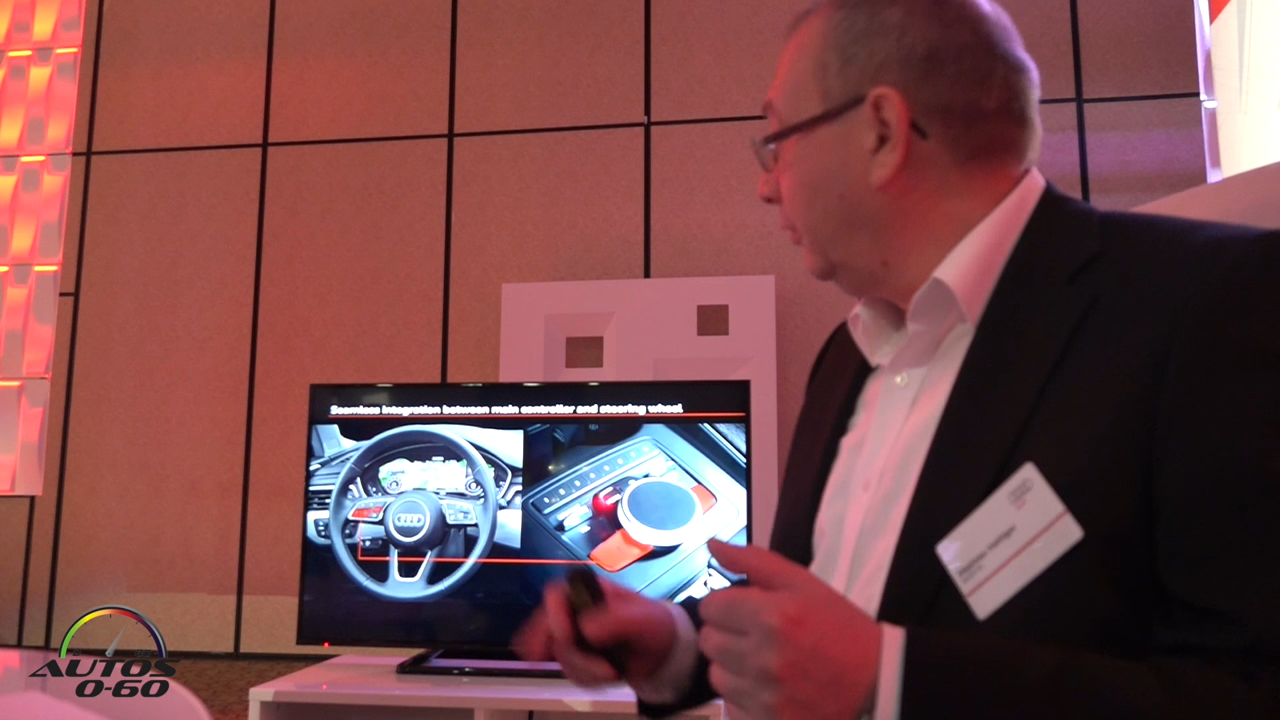 Seamless integration between main controller and steering wheel
AUTOS
0-60